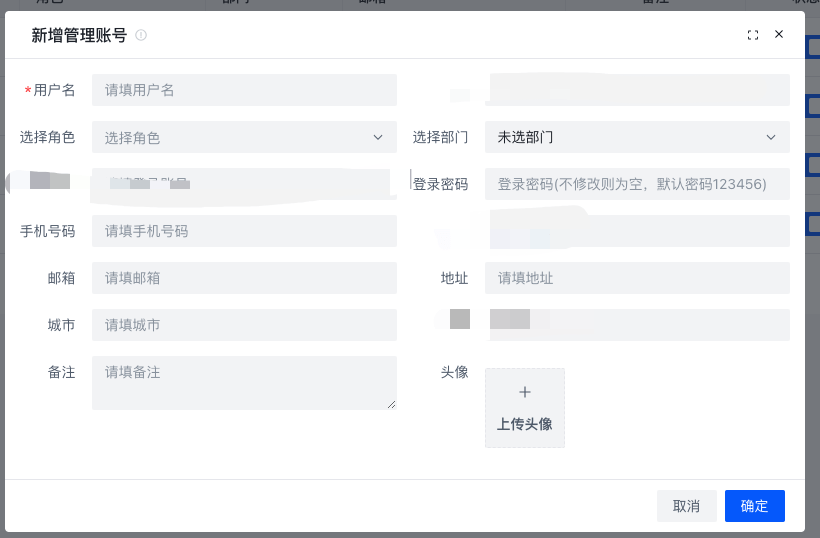 新增管理账号
*用户名 请填用户名
选择角色 选择角色 选择部门 未选部门
登录密码 登录密码(不修改则为空，默认密码123456)
手机号码 请填手机号码
邮箱 请填邮箱 地址 请填地址
城市 请填城市
备注 请填备注 头像
上传头像
取消 确定